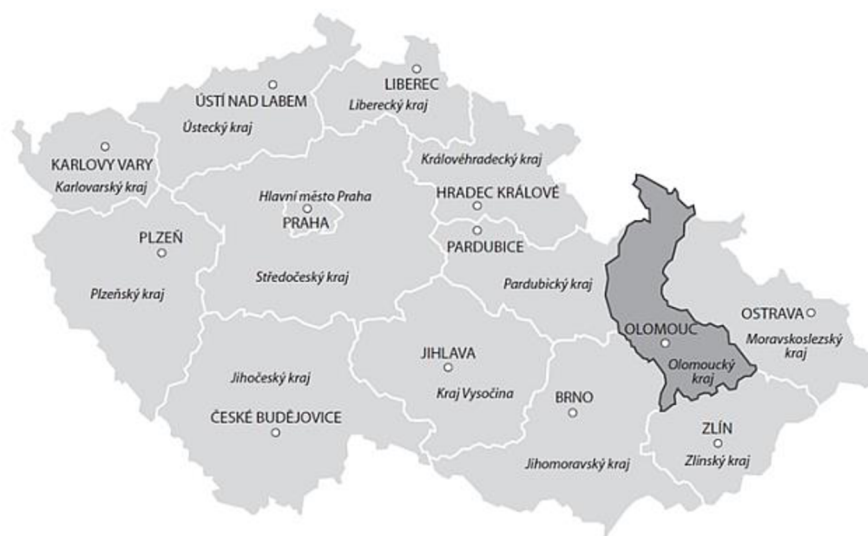 LIBEREC
Liberecký kraj
ÚSTÍ NAD LABEM
Ústecký kraj
KARLOVY VARY
Karlovarský kraj
Královéhradecký kraj
HRADEC KRÁLOVÉ
Hlavní město Praha
PRAHA
Středočeský kraj
PLZEŇ
Plzeňský kraj
PARDUBICE
Pardubický kraj
OLOMOUC
Olomoucký
kraj
OSTRAVA
Moravskoslezský
kraj
JIHLAVA
Kraj Vysočina
Jihočeský kraj
ČESKÉ BUDĚJOVICE
BRNO
Jihomoravský kraj
ZLÍN
Zlínský kraj